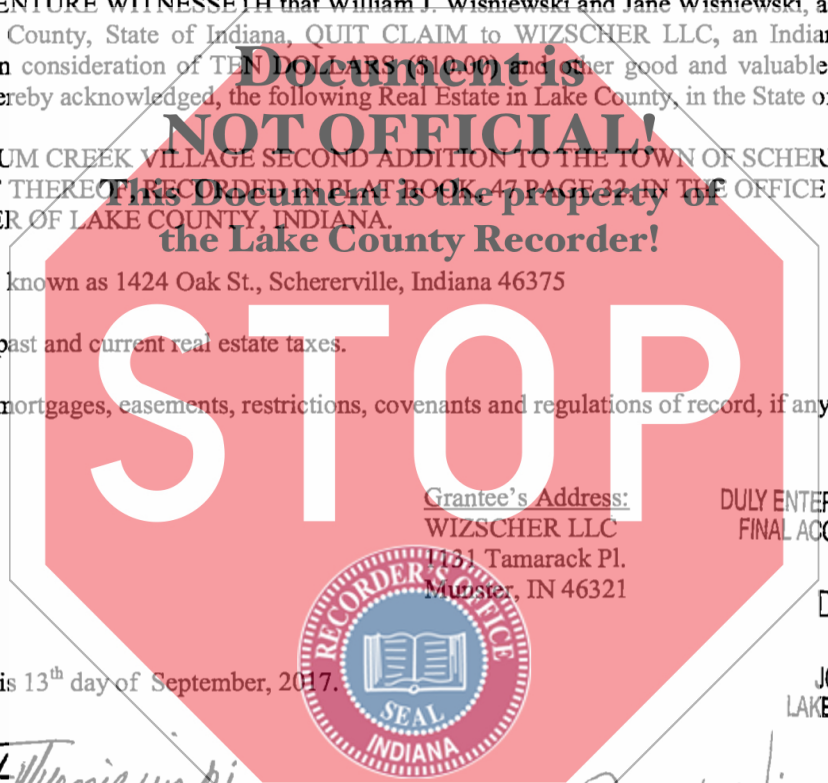 ENTURE WITNESSETH that William J. Wisniewski and Jane Wisniewski, a
County, State of Indiana, QUIT CLAIM to WIZSCHER LLC, an Indian
n consideration of TEN DOLLARS ($10.00) and other good and valuable
ereby acknowledged, the following Real Estate in Lake County, in the State o
Document is
NOT OFFICIAL!
This Document is the property of
the Lake County Recorder!
UM CREEK VILLAGE SECOND ADDITION TO THE TOWN OF SCHER
THEREOF, RECORDED IN PLAT BOOK 47 PAGE 32, IN THE OFFICE
ER OF LAKE COUNTY, INDIANA.
known as 1424 Oak St., Schererville, Indiana 46375
past and current real estate taxes.
mortgages, easements, restrictions, covenants and regulations of record, if any
STOP
Grantee's Address:
WIZSCHER LLC
1131 Tamarack Pl.
Munster, IN 46321
DULY ENTER
FINAL ACC
is 13th day of September, 2017.
RECORDER'S OFFICE
SEAL
INDIANA
JO
LAKE